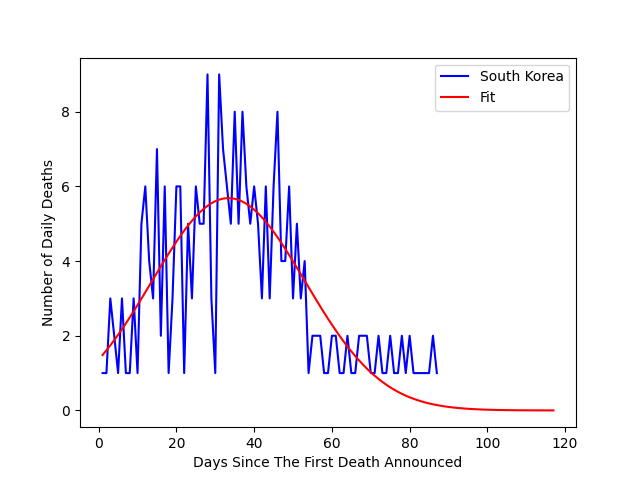 South Korea
Fit
8
6
4
2
0
Number of Daily Deaths
0 20 40 60 80 100 120
Days Since The First Death Announced